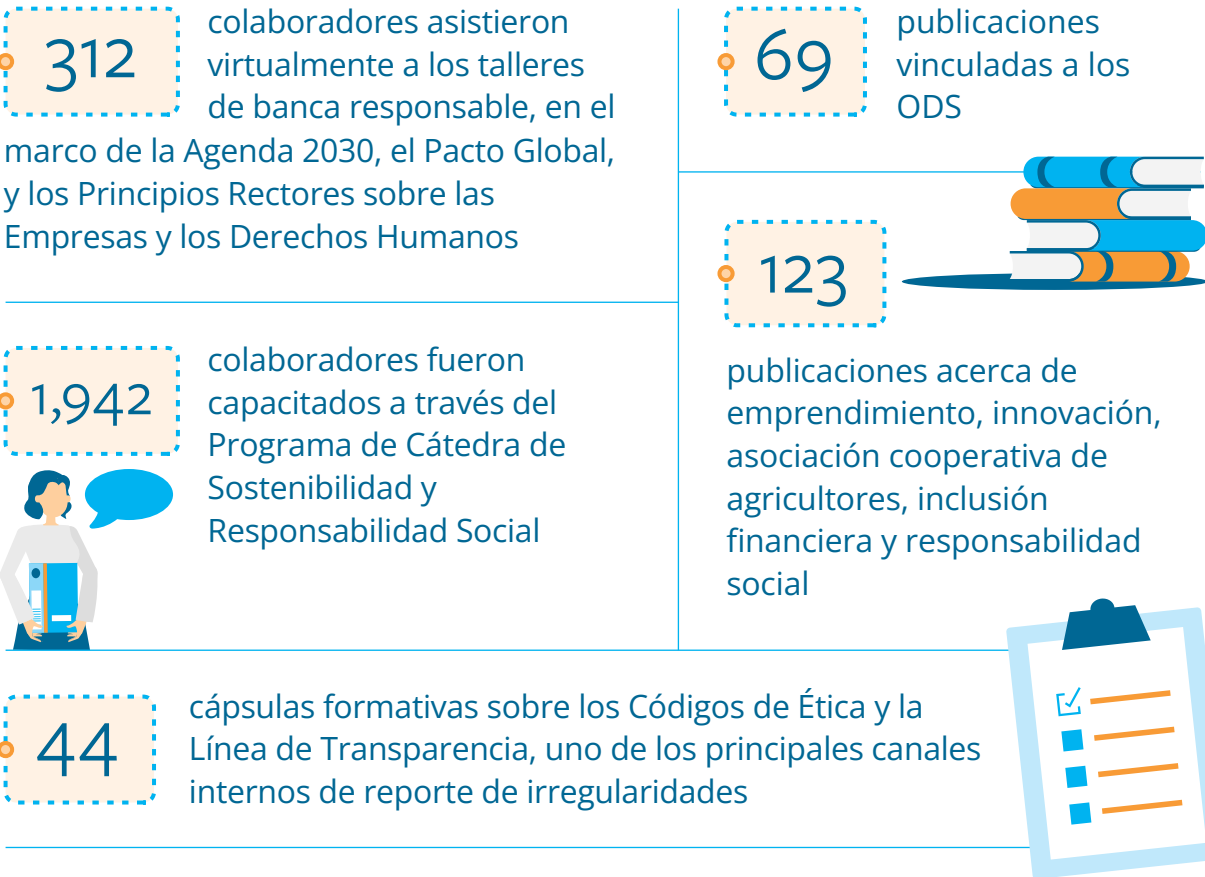 312
colaboradores asistieron
virtualmente a los talleres
de banca responsable, en el
marco de la Agenda 2030, el Pacto Global,
y los Principios Rectores sobre las
Empresas y los Derechos Humanos
69
publicaciones
vinculadas a los
ODS
1,942
colaboradores fueron
capacitados a través del
Programa de Cátedra de
Sostenibilidad y
Responsabilidad Social
123
publicaciones acerca de
emprendimiento, innovación,
asociación cooperativa de
agricultores, inclusión
financiera y responsabilidad
social
44
cápsulas formativas sobre los Códigos de Ética y la
Línea de Transparencia, uno de los principales canales
internos de reporte de irregularidades